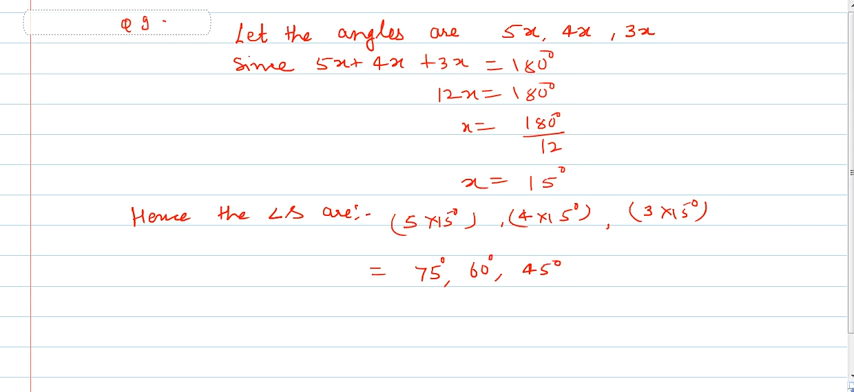 Q 9.
Let the angles are 5x, 4x, 3x
Since 5x + 4x + 3x = 180°
12x = 180°
x = 180°
12
x = 15°
Hence the ∠s are:- (5×15°), (4×15°), (3×15°)
= 75°, 60°, 45°